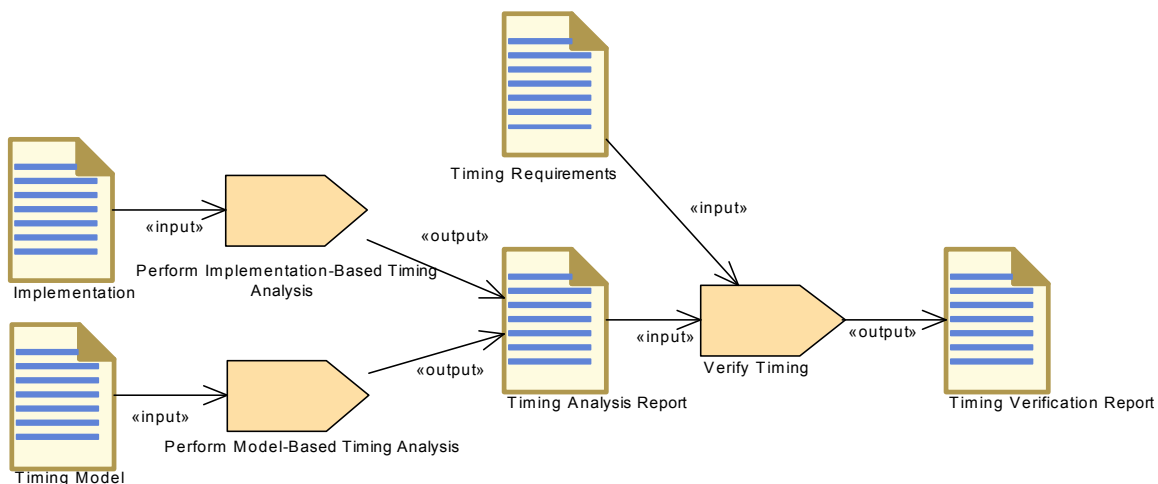 Timing Requirements
«input»
«input»
«output»
Perform Implementation-Based Timing
Analysis
Implementation
«input»
«output»
Verify Timing
«output»
Timing Analysis Report
Timing Verification Report
«input»
Perform Model-Based Timing Analysis
Timing Model